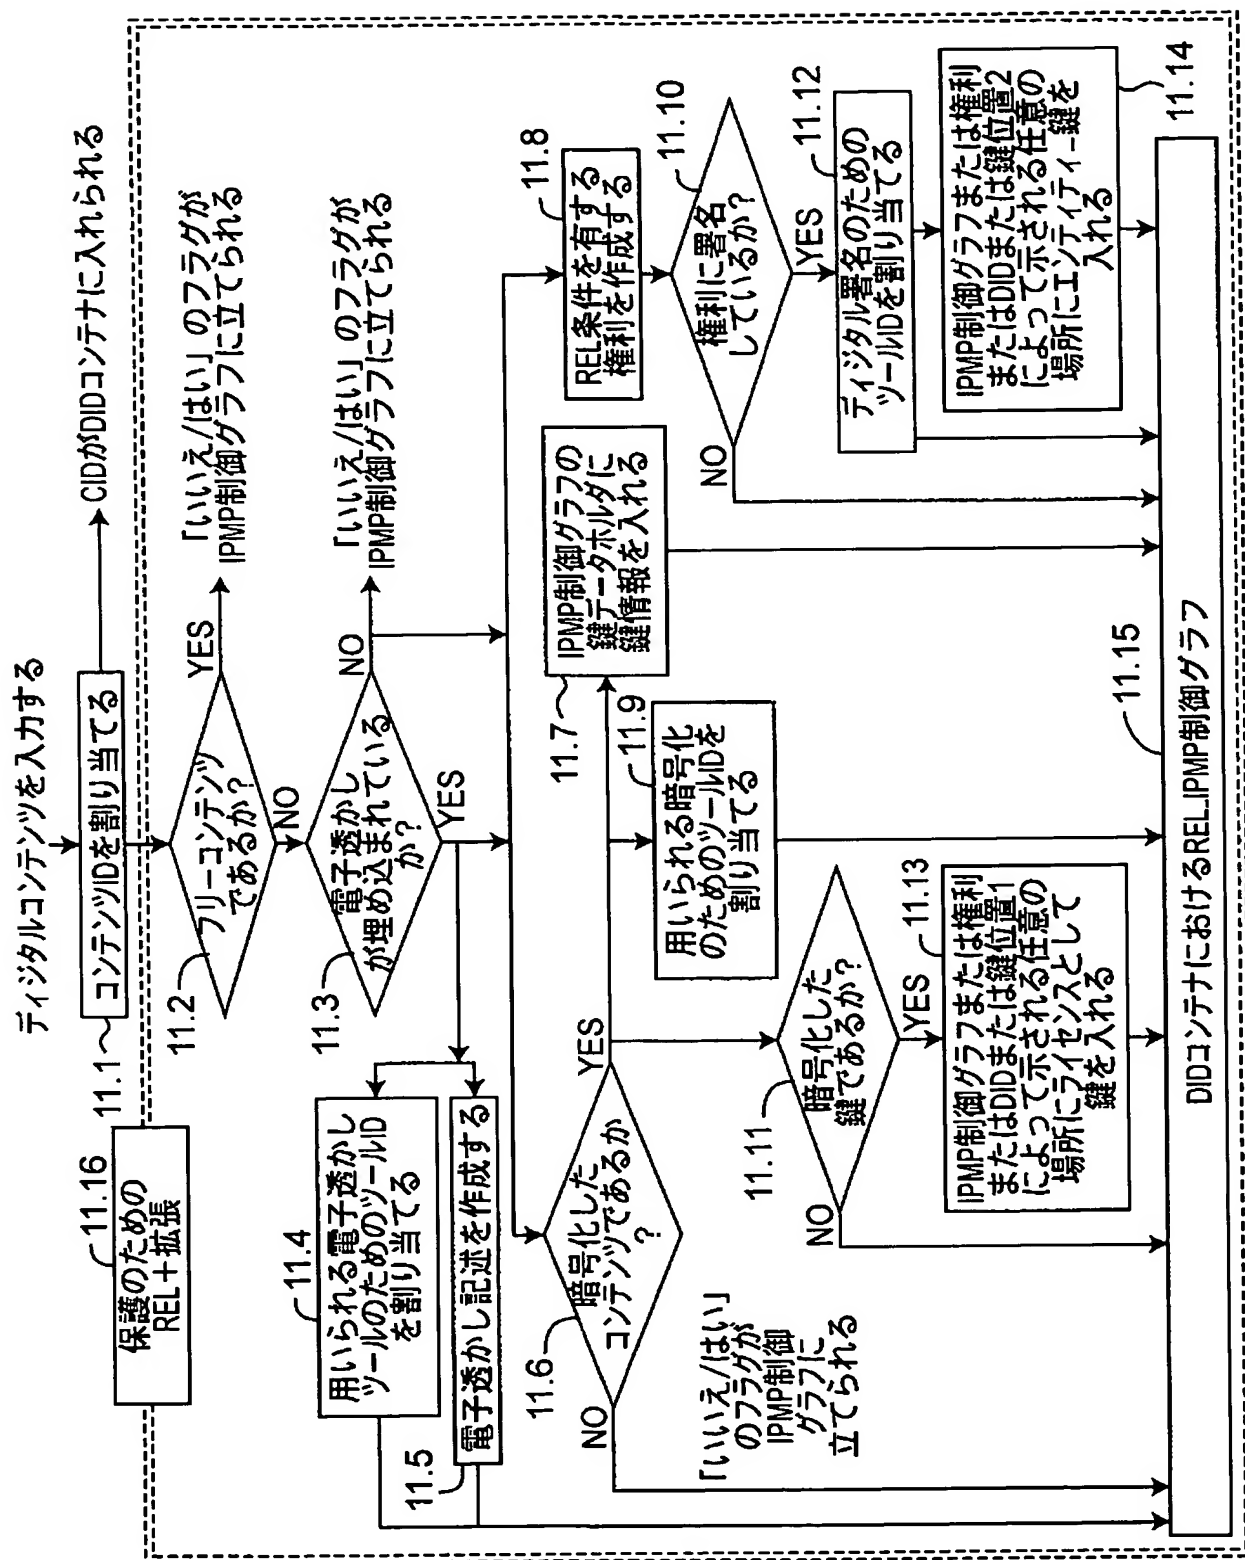 ディジタルコンテンツを入力する
11.1
コンテンツIDを割り当てる
CIDがDIDコンテナに入れられる
11.16
保護のための
REL+拡張
11.2
フリーコンテンツ
であるか?
YES
「いいえ/はい」のフラグが
IPMP制御グラフに立てられる
NO
11.3
電子透かし
が埋め込まれている
か?
NO
「いいえ/はい」のフラグが
IPMP制御グラフに立てられる
YES
11.4
用いられる電子透かし
ツールのためのツールID
を割り当てる
11.5
電子透かし記述を作成する
11.6
暗号化した
コンテンツであるか
?
YES
NO
「いいえ/はい」
のフラグが
IPMP制御
グラフに
立てられる
11.7
IPMP制御グラフの
鍵データホルダに
鍵情報を入れる
11.8
REL条件を有する
権利を作成する
11.9
用いられる暗号化
のためのツールIDを
割り当てる
11.10
権利に署名
しているか?
NO
YES
11.11
暗号化した
鍵であるか?
NO
YES
11.12
ディジタル署名のための
ツールIDを割り当てる
11.13
IPMP制御グラフまたは権利
またはDIDまたは鍵位置1
によって示される任意の
場所にライセンスとして
鍵を入れる
11.14
IPMP制御グラフまたは権利
またはDIDまたは鍵位置2
によって示される任意の
場所にエンティティー鍵を
入れる
11.15
DIDコンテナにおけるREL_IPMP制御グラフ